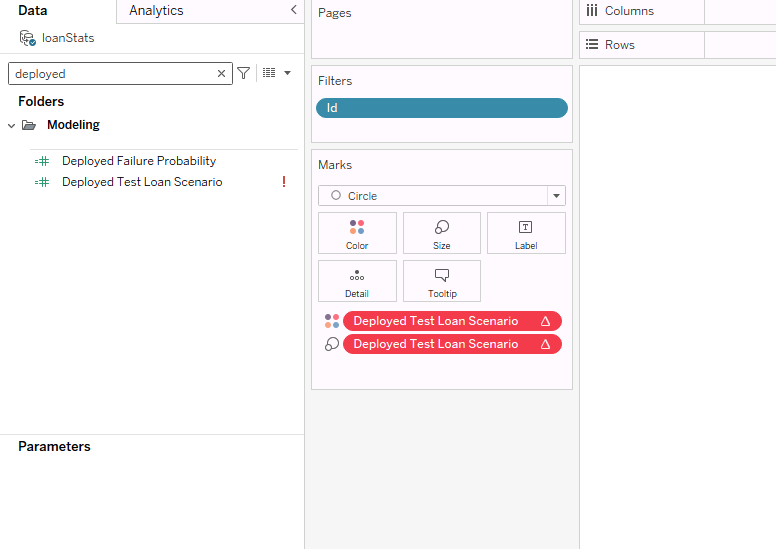 Data
Analytics
loanStats
deployed
Folders
Modeling
Deployed Failure Probability
Deployed Test Loan Scenario !
Parameters
Pages
Filters
Id
Marks
Circle
Color
Size
Label
Detail
Tooltip
Deployed Test Loan Scenario Δ
Deployed Test Loan Scenario Δ
Columns
Rows